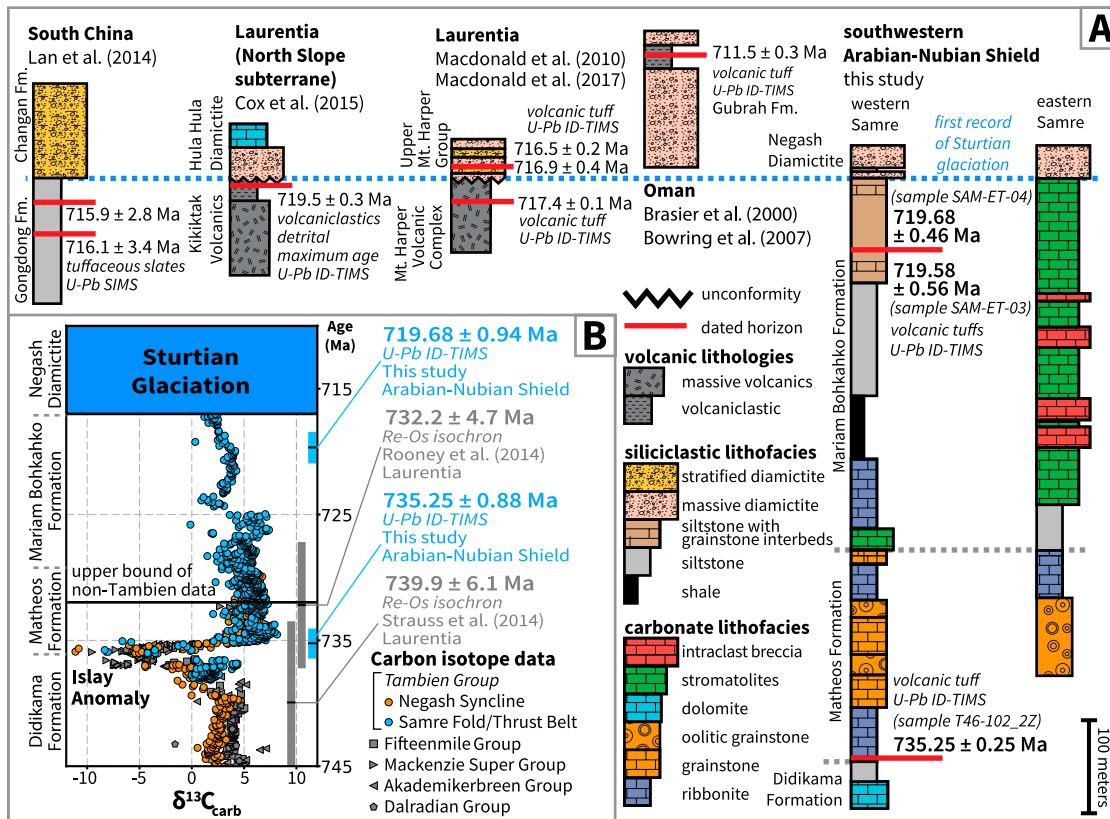 A
South China
Lan et al. (2014)
Changan Fm.
Gongdong Fm.
715.9 ± 2.8 Ma
716.1 ± 3.4 Ma
tuffaceous slates
U-Pb SIMS
Laurentia
(North Slope
subterrane)
Cox et al. (2015)
Hula Hula
Diamictite
Kikiktak
Volcanics
719.5 ± 0.3 Ma
volcaniclastics
detrital
maximum age
U-Pb ID-TIMS
Laurentia
Macdonald et al. (2010)
Macdonald et al. (2017)
volcanic tuff
U-Pb ID-TIMS
716.5 ± 0.2 Ma
716.9 ± 0.4 Ma
Upper
Mt. Harper
Group
Mt. Harper
Volcanic
Complex
717.4 ± 0.1 Ma
volcanic tuff
U-Pb ID-TIMS
711.5 ± 0.3 Ma
volcanic tuff
U-Pb ID-TIMS
Gubrah Fm.
Oman
Brasier et al. (2000)
Bowring et al. (2007)
southwestern
Arabian-Nubian Shield
this study
western
Samre
eastern
Samre
first record
of Sturtian
glaciation
Negash
Diamictite
(sample SAM-ET-04)
719.68
± 0.46 Ma
719.58
± 0.56 Ma
(sample SAM-ET-03)
volcanic tuffs
U-Pb ID-TIMS
Mariam Bohkahko Formation
Matheos Formation
Didikama
Formation
volcanic tuff
U-Pb ID-TIMS
(sample T46-102_2Z)
735.25 ± 0.25 Ma
100 meters
unconformity
dated horizon
volcanic lithologies
massive volcanics
volcaniclastic
siliciclastic lithofacies
stratified diamictite
massive diamictite
siltstone with
grainstone interbeds
siltstone
shale
carbonate lithofacies
intraclast breccia
stromatolites
dolomite
oolitic grainstone
grainstone
ribbonite
B
Age
(Ma)
Sturtian
Glaciation
Negash
Diamictite
Mariam Bohkahko
Formation
Matheos
Formation
Didikama
Formation
715
725
735
745
upper bound of
non-Tambien data
Islay
Anomaly
-10
-5
0
5
10
δ13Ccarb
719.68 ± 0.94 Ma
U-Pb ID-TIMS
This study
Arabian-Nubian Shield
732.2 ± 4.7 Ma
Re-Os isochron
Rooney et al. (2014)
Laurentia
735.25 ± 0.88 Ma
U-Pb ID-TIMS
This study
Arabian-Nubian Shield
739.9 ± 6.1 Ma
Re-Os isochron
Strauss et al. (2014)
Laurentia
Carbon isotope data
Tambien Group
Negash Syncline
Samre Fold/Thrust Belt
Fifteenmile Group
Mackenzie Super Group
Akademikerbreen Group
Dalradian Group